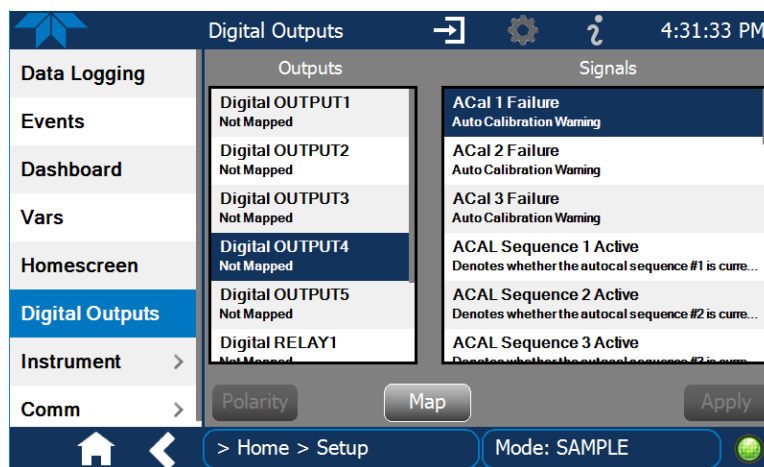 Digital Outputs
4:31:33 PM
Data Logging
Events
Dashboard
Vars
Homescreen
Digital Outputs
Instrument >
Comm >
Outputs
Digital OUTPUT1
Not Mapped
Digital OUTPUT2
Not Mapped
Digital OUTPUT3
Not Mapped
Digital OUTPUT4
Not Mapped
Digital OUTPUT5
Not Mapped
Digital RELAY1
Not Mapped
Signals
ACal 1 Failure
Auto Calibration Warning
ACal 2 Failure
Auto Calibration Warning
ACal 3 Failure
Auto Calibration Warning
ACAL Sequence 1 Active
Denotes whether the autocal sequence #1 is curre...
ACAL Sequence 2 Active
Denotes whether the autocal sequence #2 is curre...
ACAL Sequence 3 Active
Polarity
Map
Apply
> Home > Setup
Mode: SAMPLE